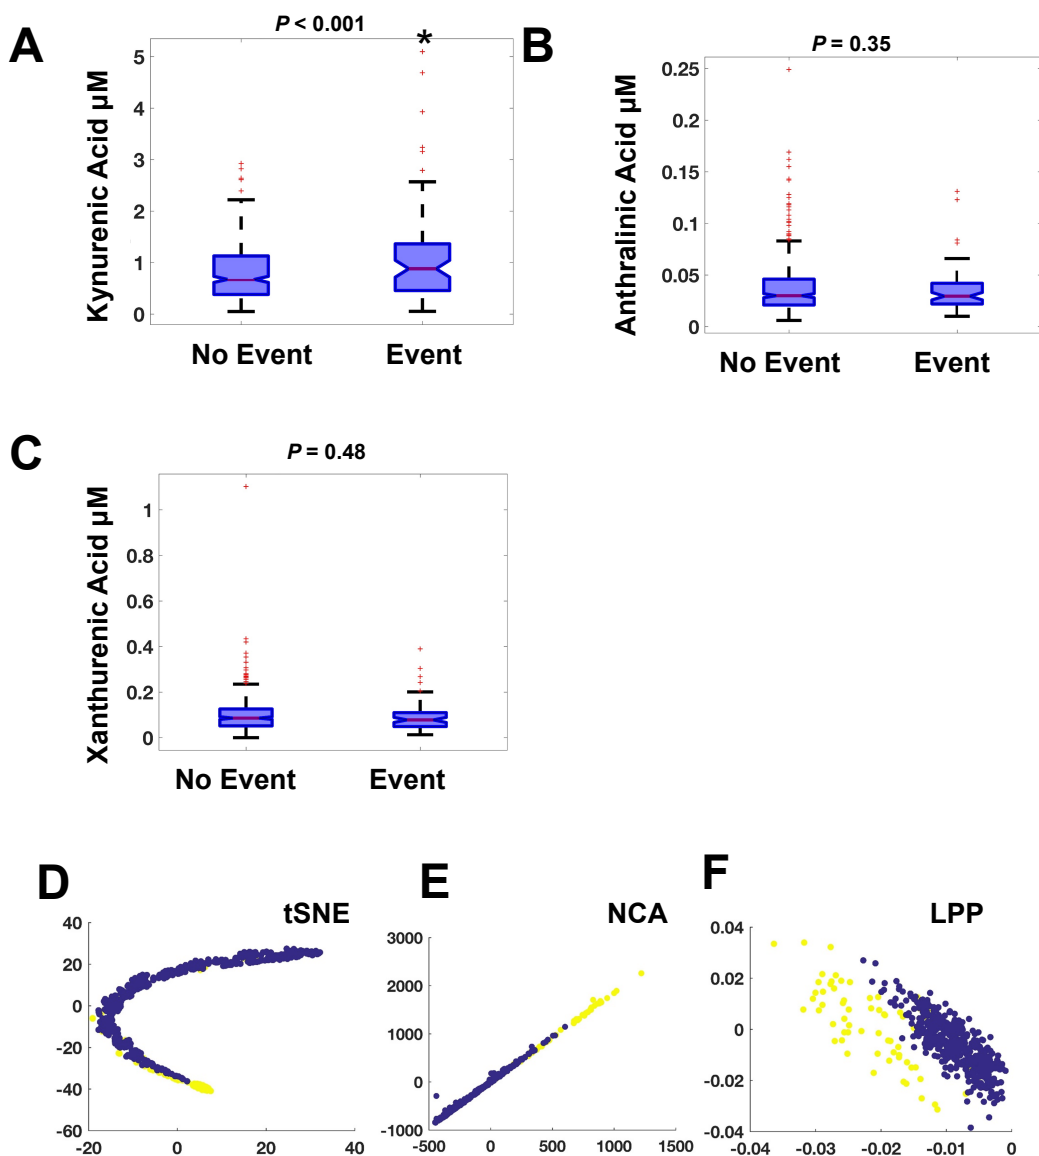 A
P < 0.001
*
Kynurenic Acid µM
5
4
3
2
1
0
No Event
Event
B
P = 0.35
Anthralinic Acid µM
0.25
0.2
0.15
0.1
0.05
0
No Event
Event
C
P = 0.48
Xanthurenic Acid µM
1
0.8
0.6
0.4
0.2
0
No Event
Event
D
tSNE
40
20
0
-20
-40
-60
-20 0 20 40
E
NCA
3000
2000
1000
0
-1000
-500 0 500 1000 1500
F
LPP
0.04
0.02
0
-0.02
-0.04
-0.04 -0.03 -0.02 -0.01 0